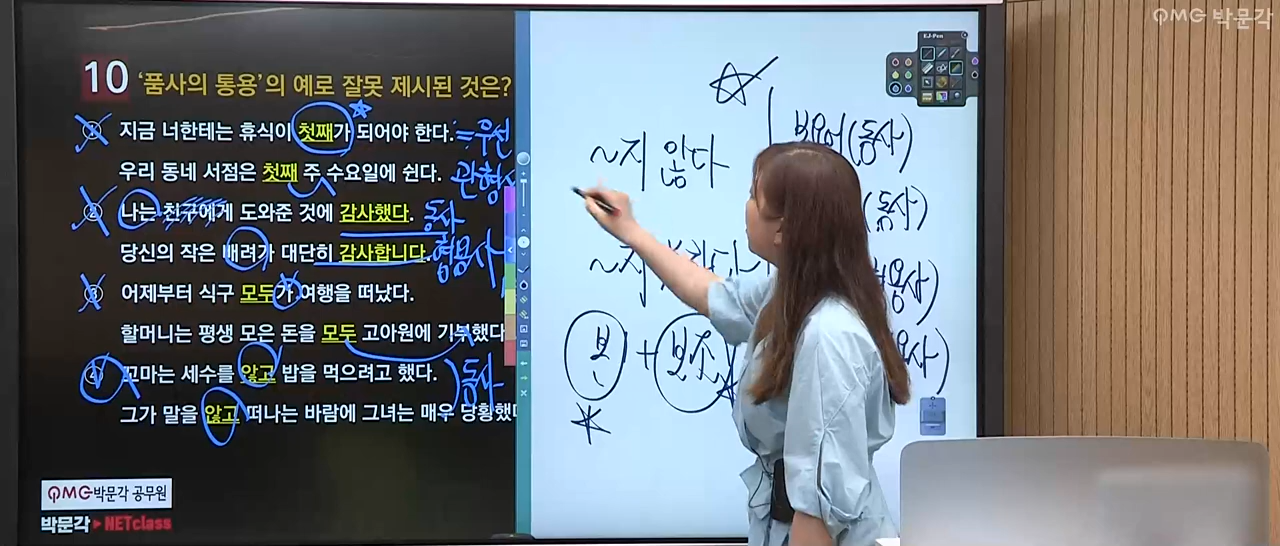 QMG 박문각
10 '품사의 통용'의 예로 잘못 제시된 것은?
① 지금 너한테는 휴식이 첫째가 되어야 한다. =우선
우리 동네 서점은 첫째 주 수요일에 쉰다. 관형사
② 나는 친구에게 도와준 것에 감사했다. 동사
당신의 작은 배려가 대단히 감사합니다. 형용사
③ 어제부터 식구 모두가 여행을 떠났다.
할머니는 평생 모은 돈을 모두 고아원에 기부했다
④ 꼬마는 세수를 않고 밥을 먹으려고 했다.
그가 말을 않고 떠나는 바람에 그녀는 매우 당황했다
동사
QMG박문각 공무원
박문각 ▶ NETclass
EJ-Pen
~지 않다
(동사)
(동사)
~지
본 + 보조